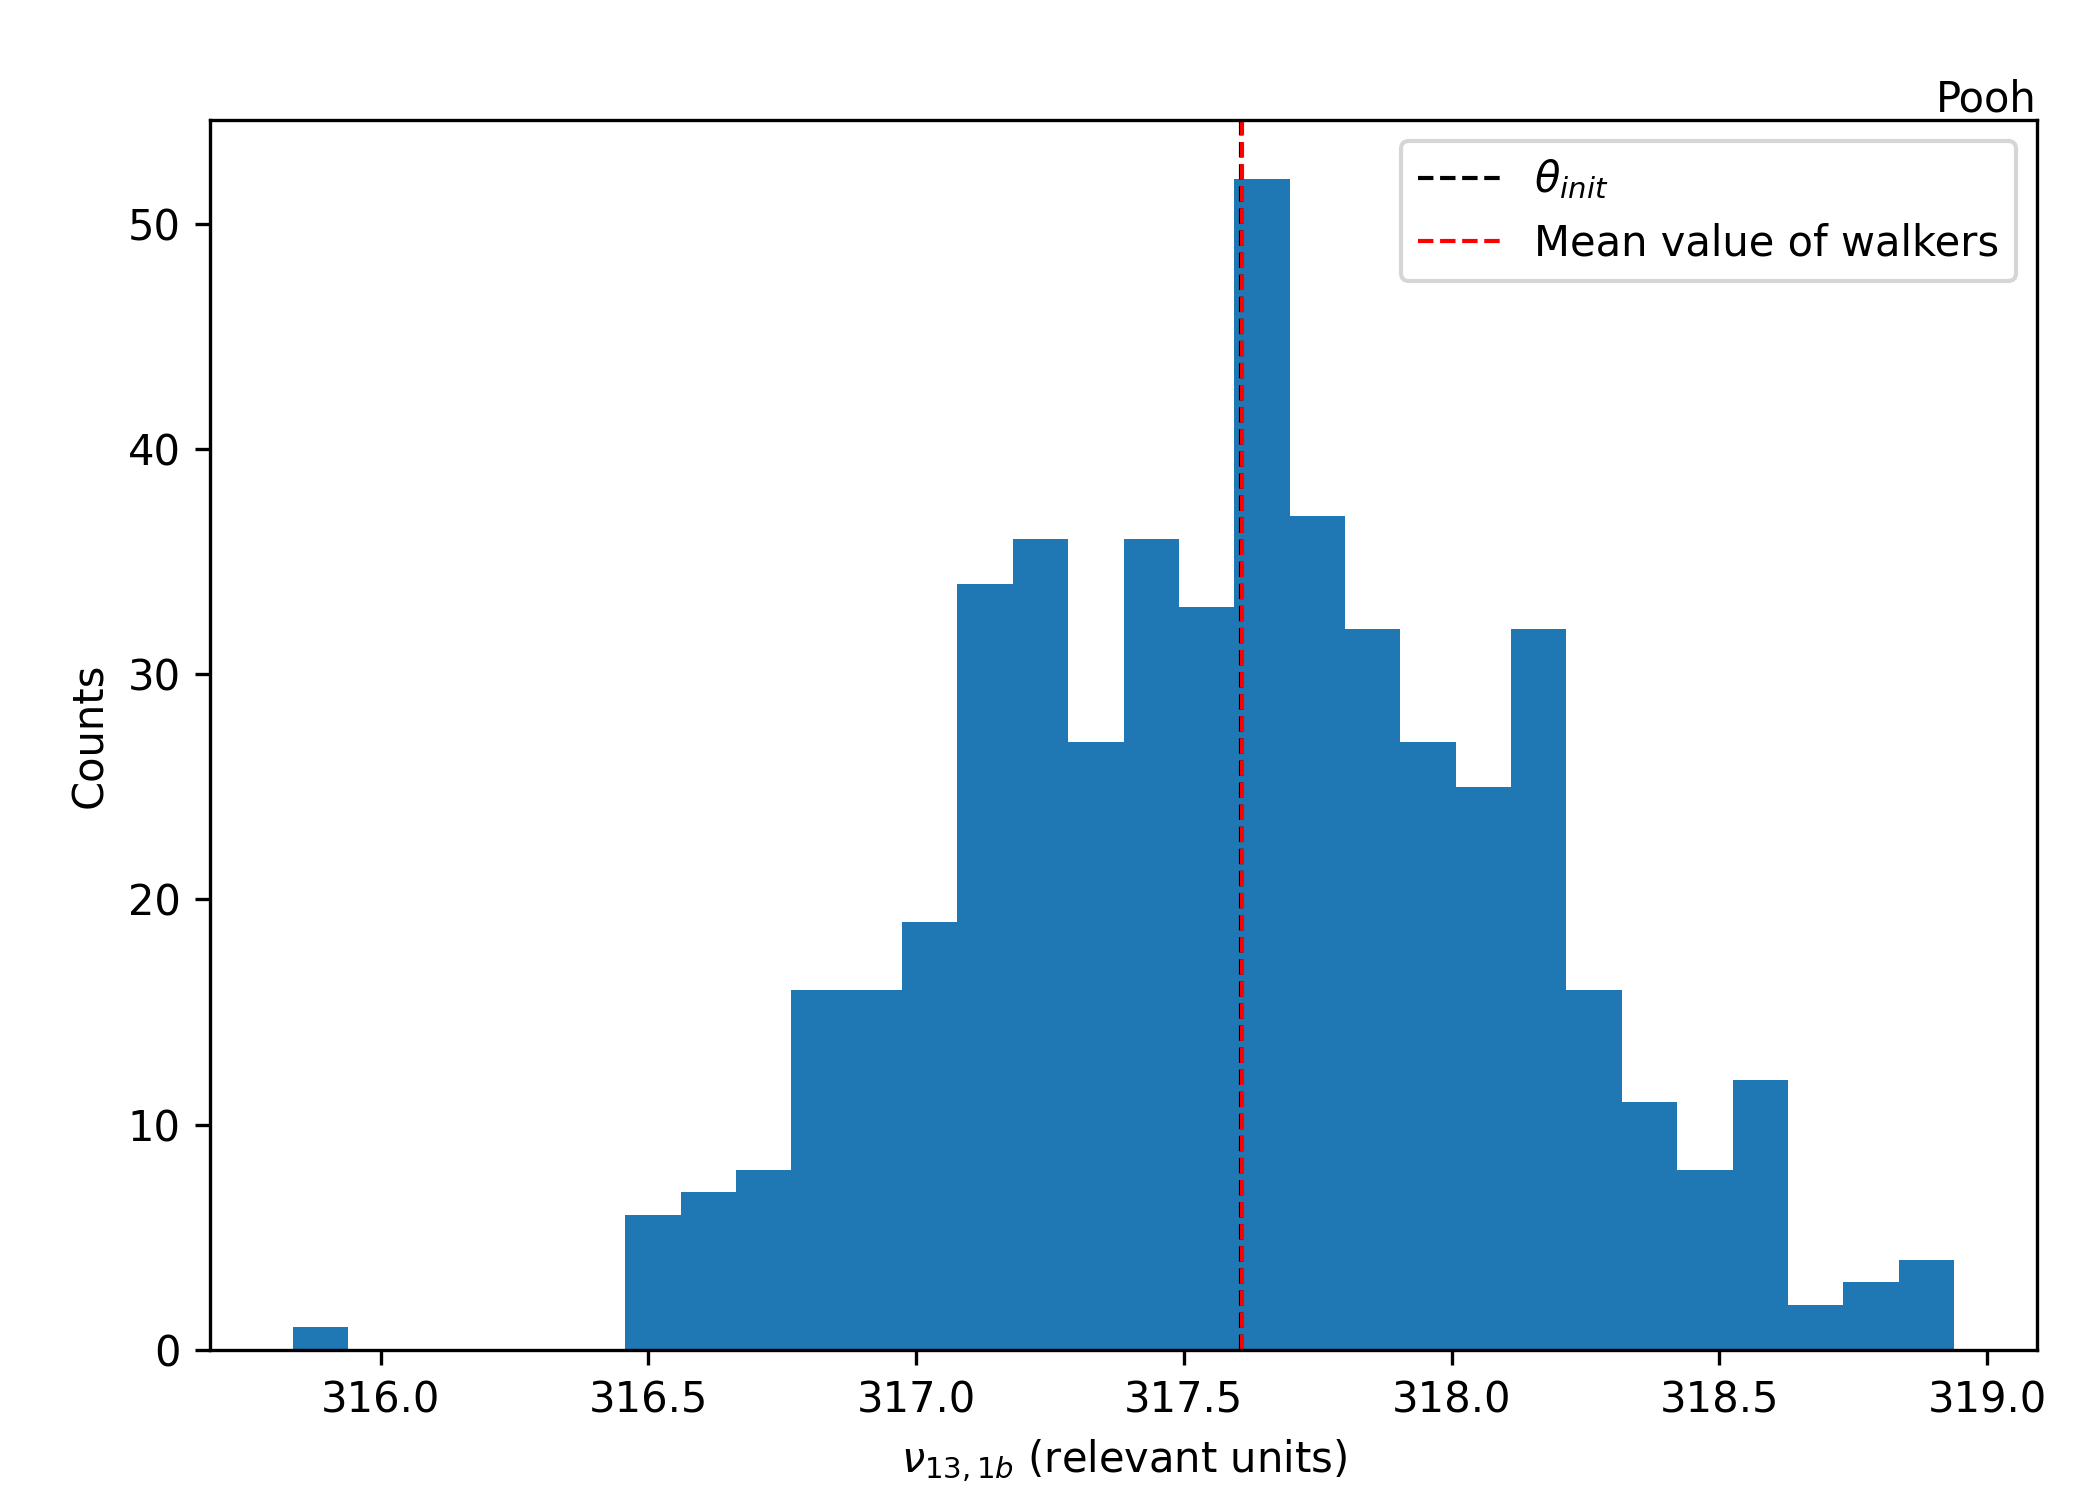 Pooh
θinit
Mean value of walkers
50
40
30
20
10
0
Counts
316.0 316.5 317.0 317.5 318.0 318.5 319.0
ν13,1b (relevant units)